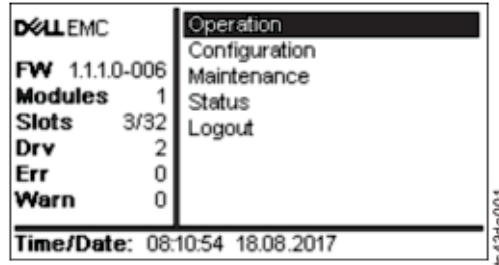 DELL EMC
FW 1.1.1.0-006
Modules 1
Slots 3/32
Drv 2
Err 0
Warn 0
Operation
Configuration
Maintenance
Status
Logout
Time/Date: 08:10:54 18.08.2017